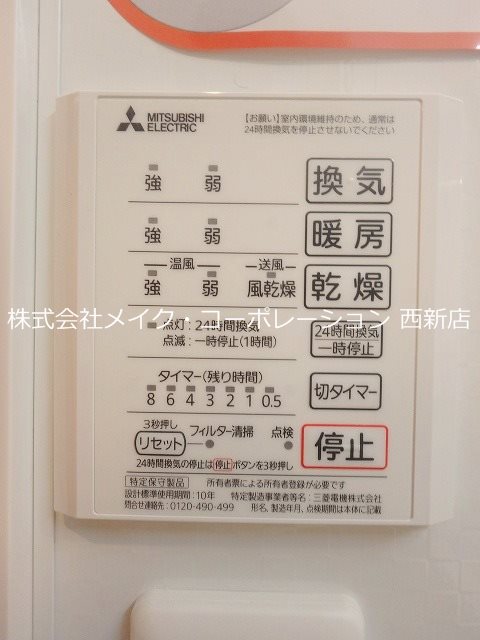 MITSUBISHI
ELECTRIC
【お願い】室内環境維持のため、通常は
24時間換気を停止させないでください
強 弱 換気
強 弱 暖房
温風 送風
強 弱 風乾燥 乾燥
株式会社メイク・コーポレーション 西新店
点灯:24時間換気
点滅:一時停止(1時間)
24時間換気
一時停止
タイマー(残り時間)
8 6 4 3 2 1 0.5
切タイマー
3秒押し
リセット フィルター清掃 点検
停止
24時間換気の停止は停止ボタンを3秒押し
特定保守製品 所有者票による所有者登録が必要です
設計標準使用期間:10年 特定製造事業者等名:三菱電機株式会社
問合せ連絡先:0120-490-499 形名、製造年月、点検期間は本体に記載